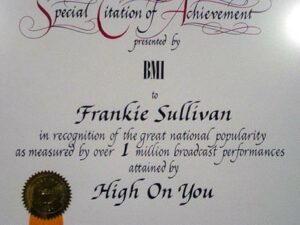 Special Citation of Achievement
presented by
BMI
to
Frankie Sullivan
in recognition of the great national popularity
as measured by over 1 million broadcast performances
attained by
High On You